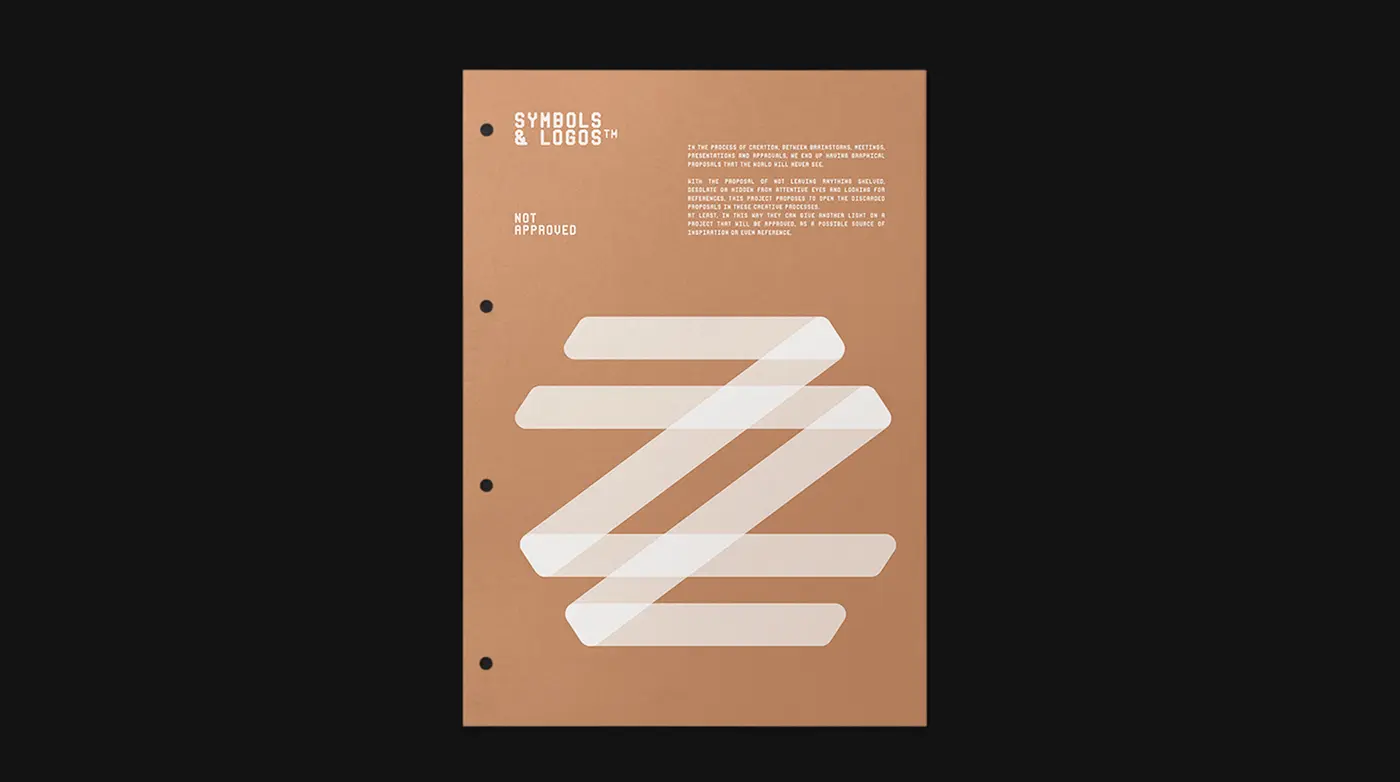 SYMBOLS
& LOGOS™
IN THE PROCESS OF CREATION, BETWEEN BRAINSTORMS, MEETINGS,
PRESENTATIONS AND APPROVALS, WE END UP HAVING GRAPHICAL
PROPOSALS THAT THE WORLD WILL NEVER SEE.
WITH THE PROPOSAL OF NOT LEAVING ANYTHING SHELVED,
DESOLATE OR HIDDEN FROM ATTENTIVE EYES AND LOOKING FOR
REFERENCES, THIS PROJECT PROPOSES TO OPEN THE DISCARDED
PROPOSALS IN THESE CREATIVE PROCESSES.
AT LEAST, IN THIS WAY THEY CAN GIVE ANOTHER LIGHT ON A
PROJECT THAT WILL BE APPROVED, AS A POSSIBLE SOURCE OF
INSPIRATION OR EVEN REFERENCE.
NOT
APPROVED